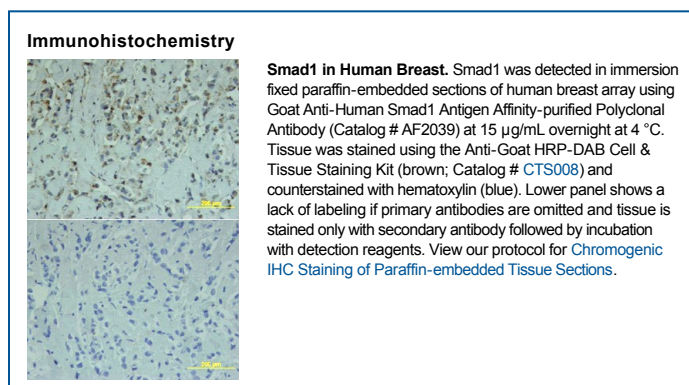 Immunohistochemistry
Smad1 in Human Breast. Smad1 was detected in immersion
fixed paraffin-embedded sections of human breast array using
Goat Anti-Human Smad1 Antigen Affinity-purified Polyclonal
Antibody (Catalog # AF2039) at 15 µg/mL overnight at 4 °C.
Tissue was stained using the Anti-Goat HRP-DAB Cell &
Tissue Staining Kit (brown; Catalog # CTS008) and
counterstained with hematoxylin (blue). Lower panel shows a
lack of labeling if primary antibodies are omitted and tissue is
stained only with secondary antibody followed by incubation
with detection reagents. View our protocol for Chromogenic
IHC Staining of Paraffin-embedded Tissue Sections.